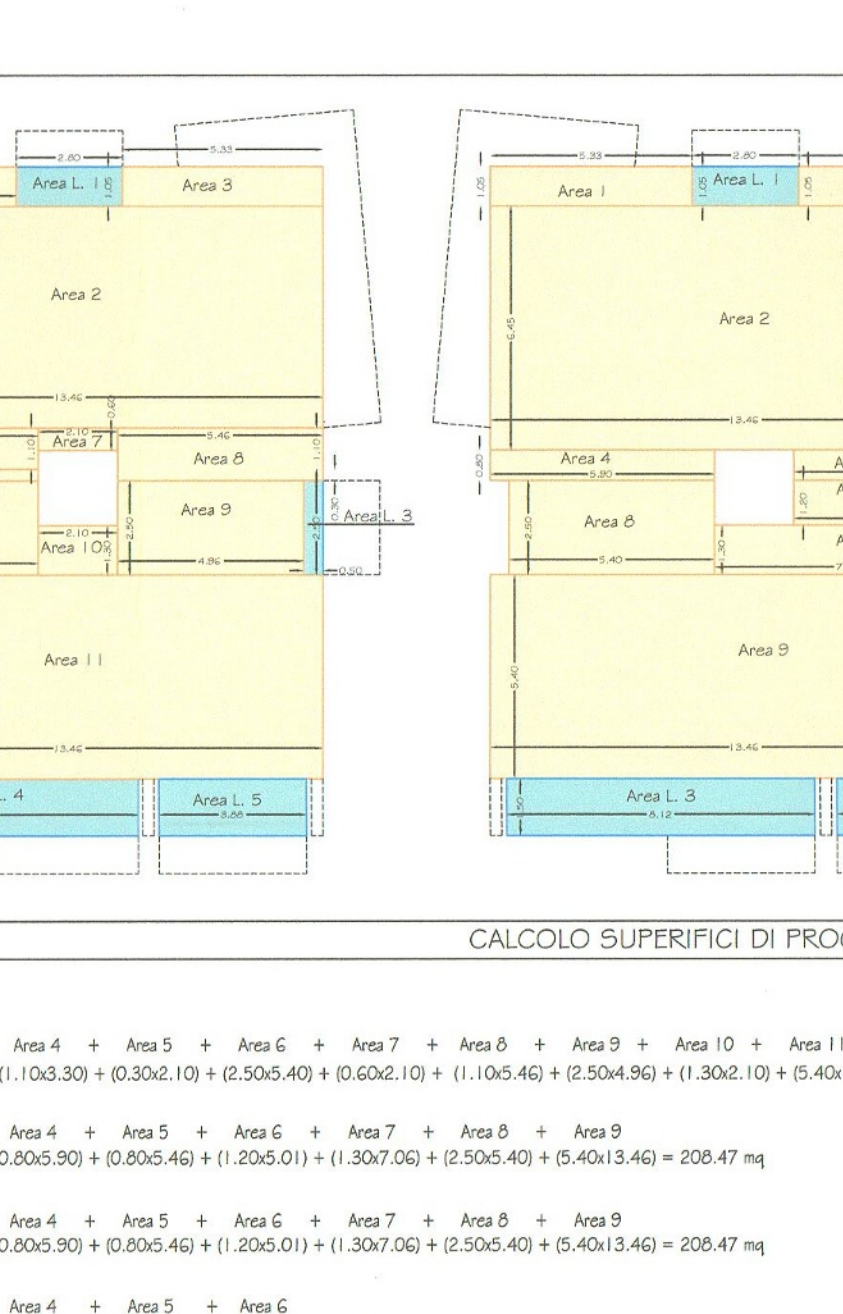 2.80
5.33
5.33
2.80
Area L. 1
1.05
Area 3
1.05
Area 1
1.05
Area L. 1
1.05
Area 2
6.45
Area 2
13.46
0.60
13.46
2.10
Area 7
1.10
5.46
Area 8
1.10
0.80
Area 4
5.90
Area 9
2.50
2.50
0.30
Area L. 3
2.50
Area 8
1.20
2.10
Area 10
1.30
4.96
0.50
5.40
1.30
Area 11
5.40
Area 9
13.46
13.46
. 4
Area L. 5
3.88
Area L. 3
8.12
CALCOLO SUPERIFICI DI PROG
Area 4 + Area 5 + Area 6 + Area 7 + Area 8 + Area 9 + Area 10 + Area 11
(1.10x3.30) + (0.30x2.10) + (2.50x5.40) + (0.60x2.10) + (1.10x5.46) + (2.50x4.96) + (1.30x2.10) + (5.40x
Area 4 + Area 5 + Area 6 + Area 7 + Area 8 + Area 9
0.80x5.90) + (0.80x5.46) + (1.20x5.01) + (1.30x7.06) + (2.50x5.40) + (5.40x13.46) = 208.47 mq
Area 4 + Area 5 + Area 6 + Area 7 + Area 8 + Area 9
0.80x5.90) + (0.80x5.46) + (1.20x5.01) + (1.30x7.06) + (2.50x5.40) + (5.40x13.46) = 208.47 mq
Area 4 + Area 5 + Area 6